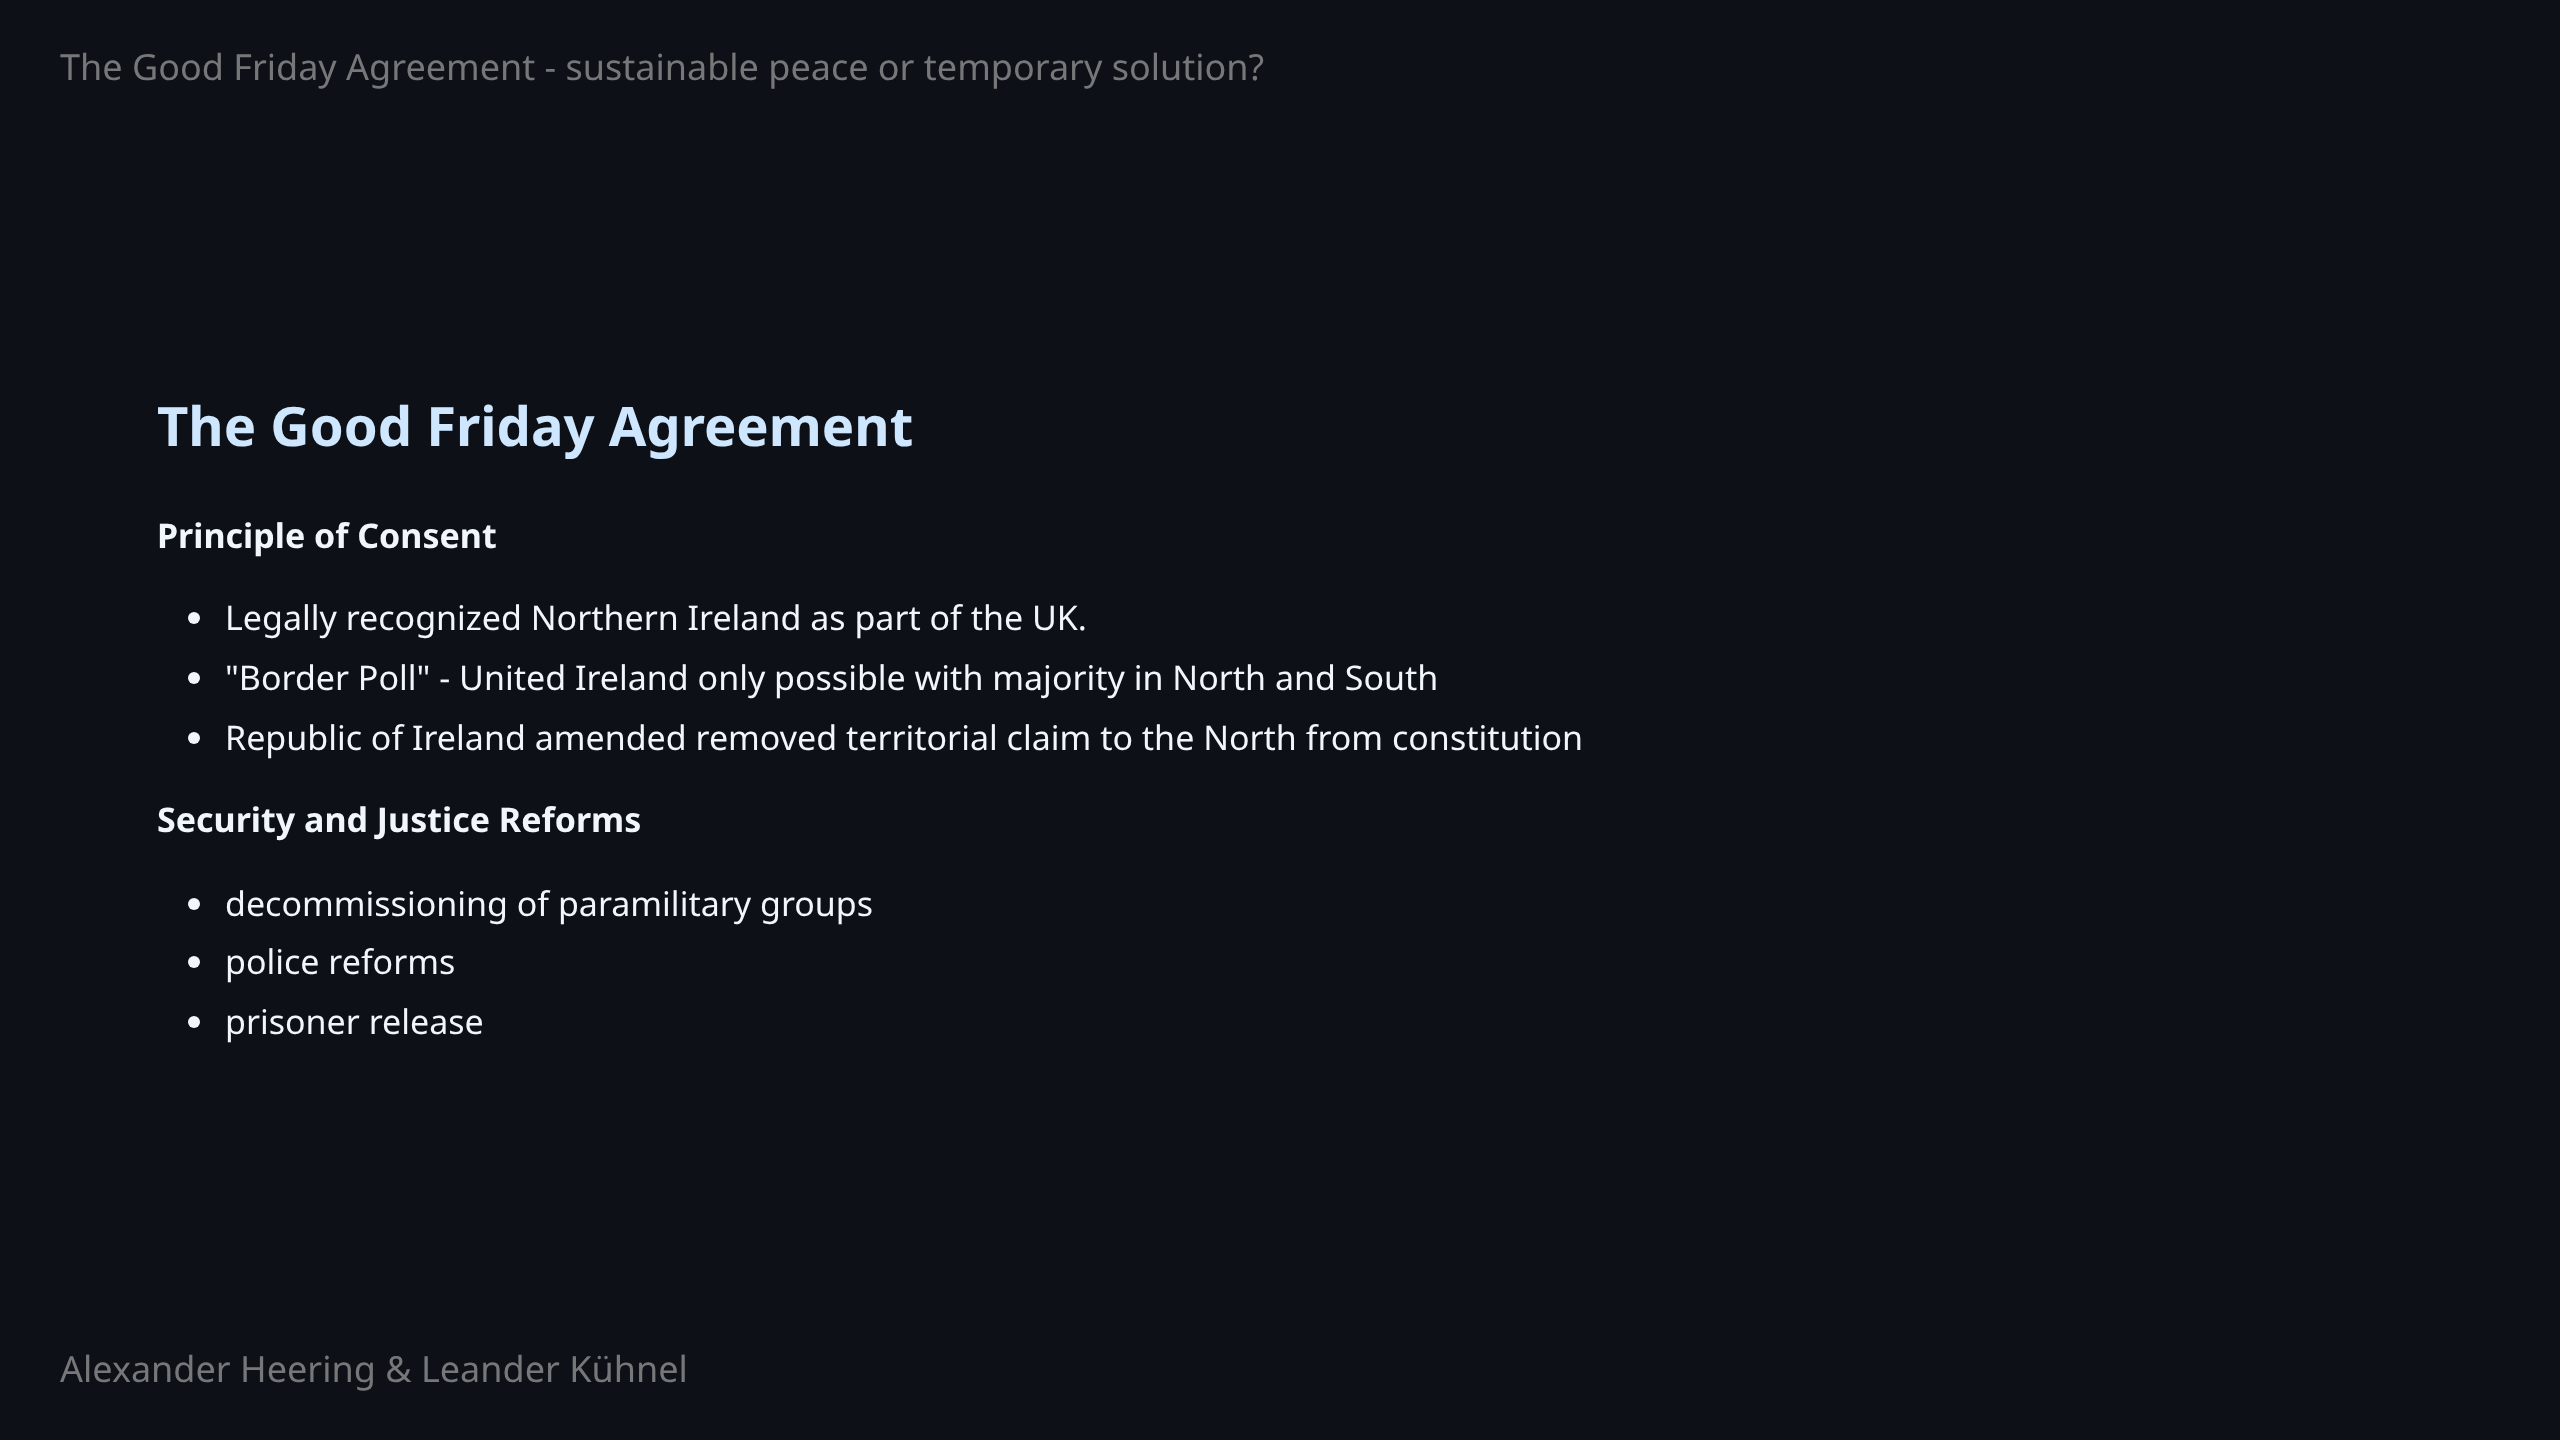 The Good Friday Agreement - sustainable peace or temporary solution?
The Good Friday Agreement
Principle of Consent
• Legally recognized Northern Ireland as part of the UK.
• "Border Poll" - United Ireland only possible with majority in North and South
• Republic of Ireland amended removed territorial claim to the North from constitution
Security and Justice Reforms
• decommissioning of paramilitary groups
• police reforms
• prisoner release
Alexander Heering & Leander Kühnel